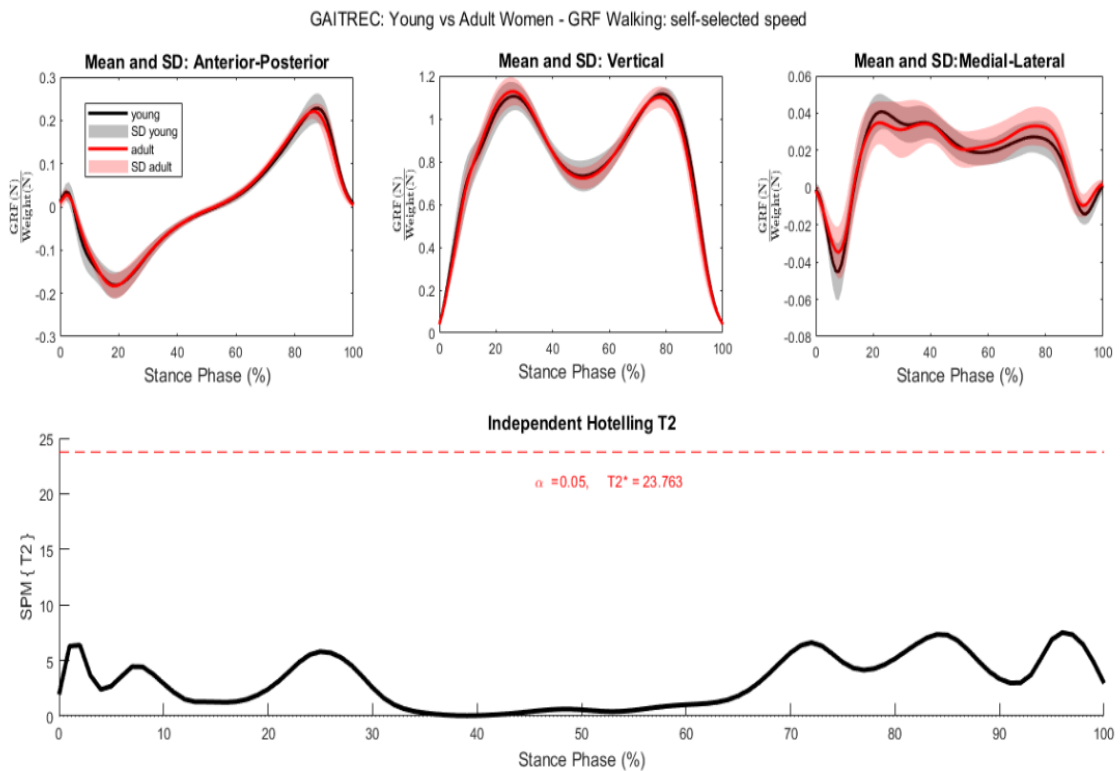 GAITREC: Young vs Adult Women - GRF Walking: self-selected speed
Mean and SD: Anterior-Posterior
0.3
0.2
0.1
0
-0.1
-0.2
-0.3
GRF(N)
Weight(N)
young
SD young
adult
SD adult
0 20 40 60 80 100
Stance Phase (%)
Mean and SD: Vertical
1.2
1
0.8
0.6
0.4
0.2
0
GRF(N)
Weight(N)
0 20 40 60 80 100
Stance Phase (%)
Mean and SD:Medial-Lateral
0.06
0.04
0.02
0
-0.02
-0.04
-0.06
-0.08
GRF(N)
Weight(N)
0 20 40 60 80 100
Stance Phase (%)
Independent Hotelling T2
25
20
15
10
5
0
SPM { T2 }
α =0.05, T2* = 23.763
0 10 20 30 40 50 60 70 80 90 100
Stance Phase (%)